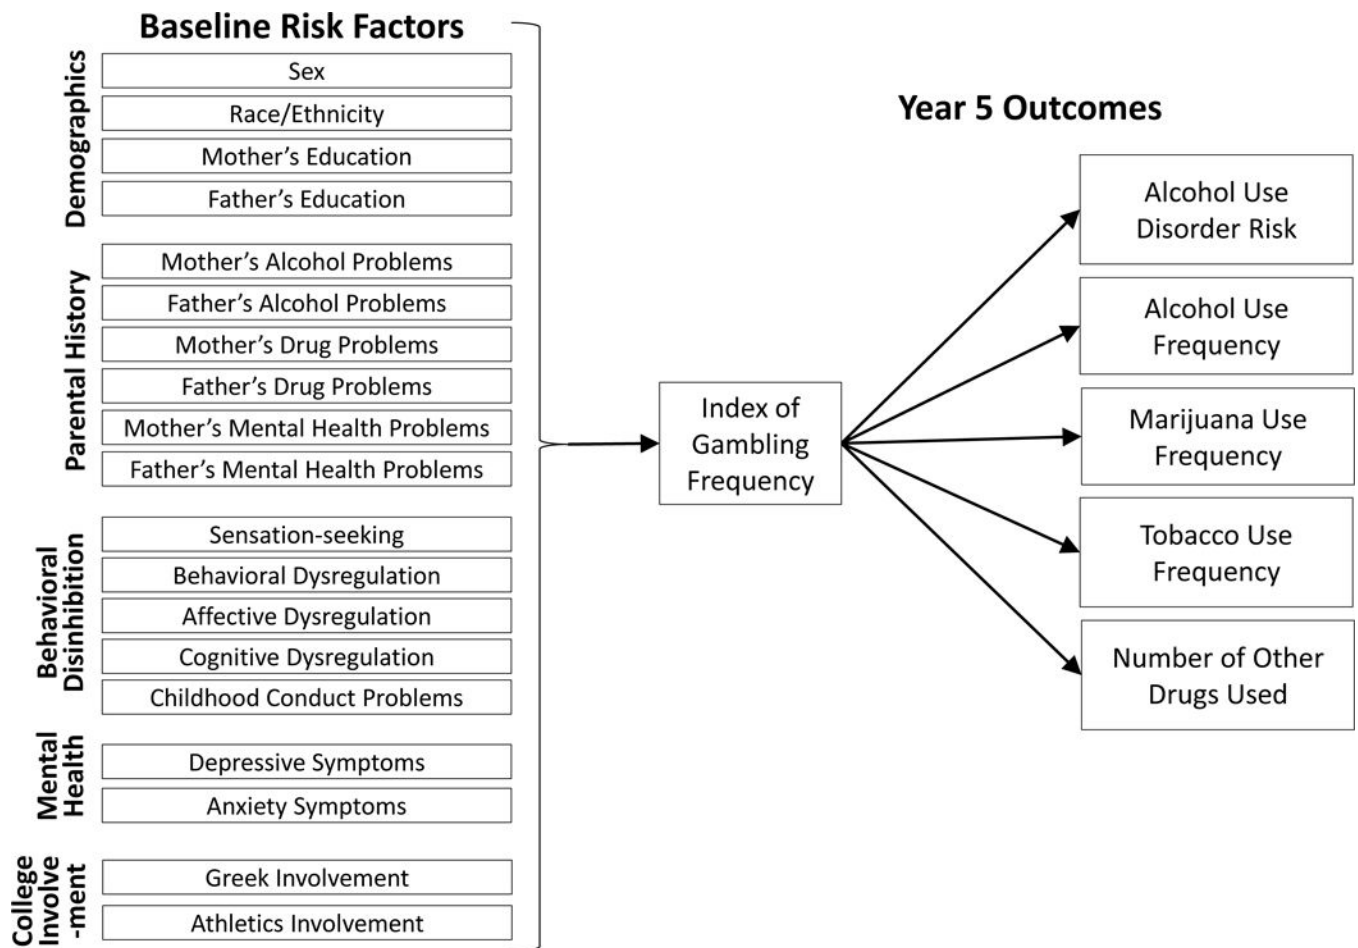 Baseline Risk Factors
Demographics
Sex
Race/Ethnicity
Mother’s Education
Father’s Education
Parental History
Mother’s Alcohol Problems
Father’s Alcohol Problems
Mother’s Drug Problems
Father’s Drug Problems
Mother’s Mental Health Problems
Father’s Mental Health Problems
Behavioral
Disinhibition
Sensation-seeking
Behavioral Dysregulation
Affective Dysregulation
Cognitive Dysregulation
Childhood Conduct Problems
Mental
Health
Depressive Symptoms
Anxiety Symptoms
College
Involve
-ment
Greek Involvement
Athletics Involvement
Index of
Gambling
Frequency
Year 5 Outcomes
Alcohol Use
Disorder Risk
Alcohol Use
Frequency
Marijuana Use
Frequency
Tobacco Use
Frequency
Number of Other
Drugs Used